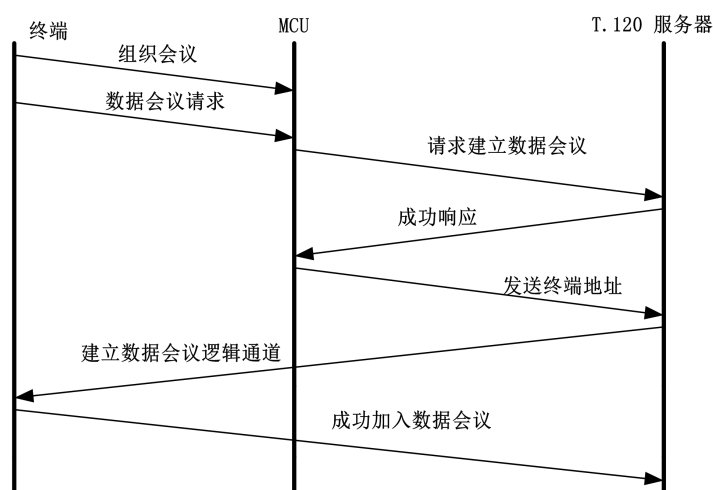 终端
MCU
T.120 服务器
组织会议
数据会议请求
请求建立数据会议
成功响应
发送终端地址
建立数据会议逻辑通道
成功加入数据会议